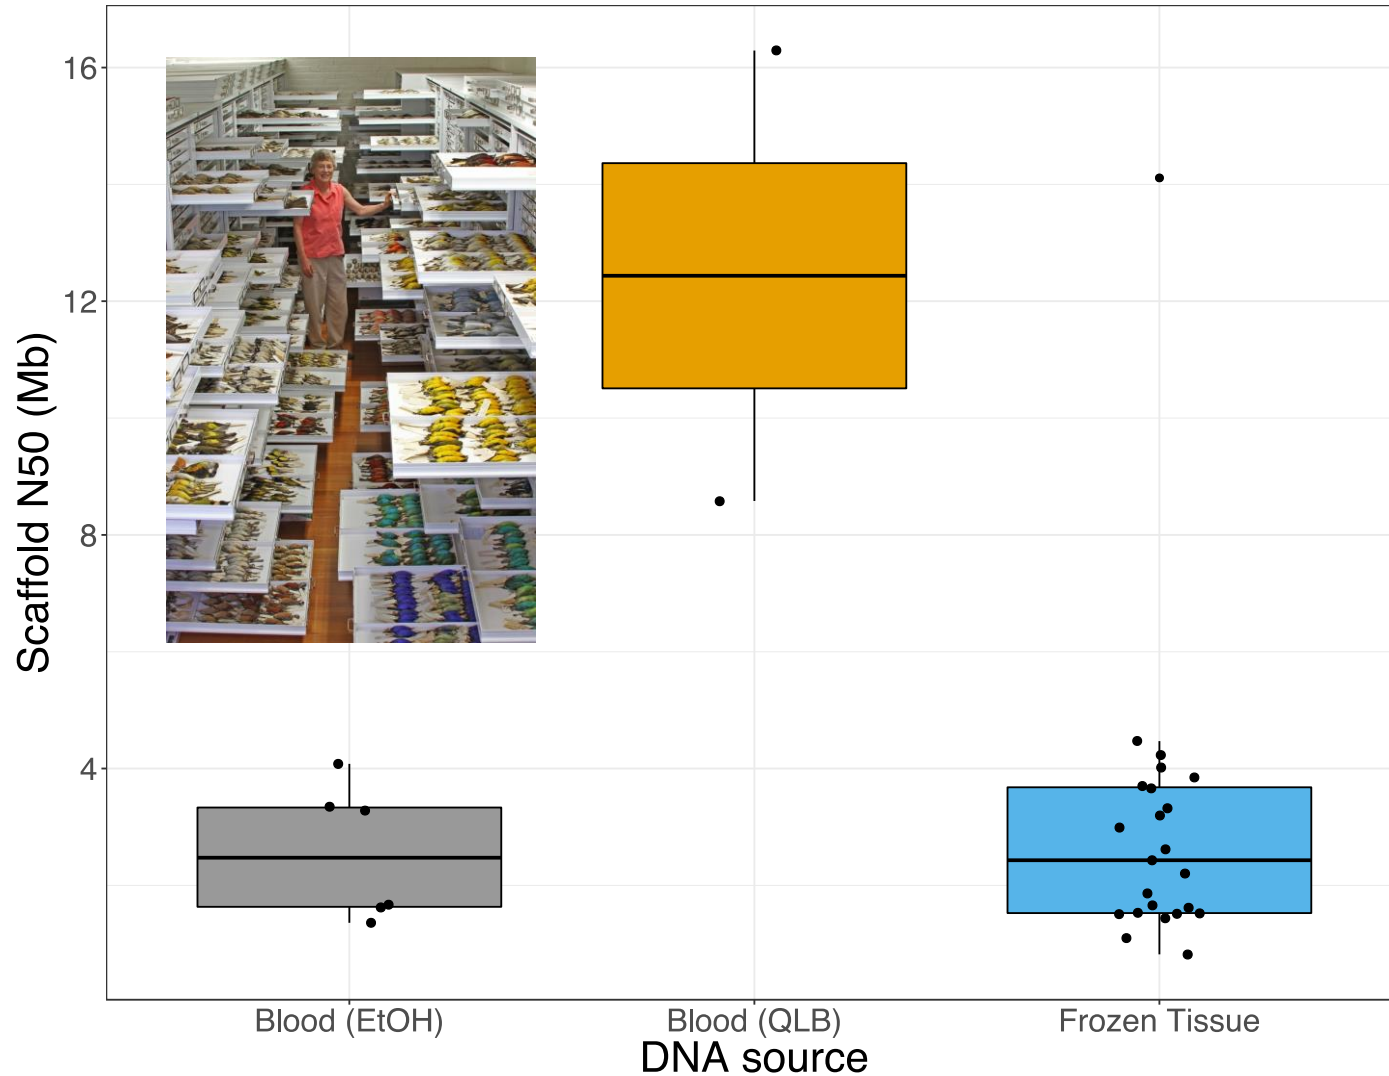 Scaffold N50 (Mb)
16
12
8
4
Blood (EtOH)
Blood (QLB)
Frozen Tissue
DNA source